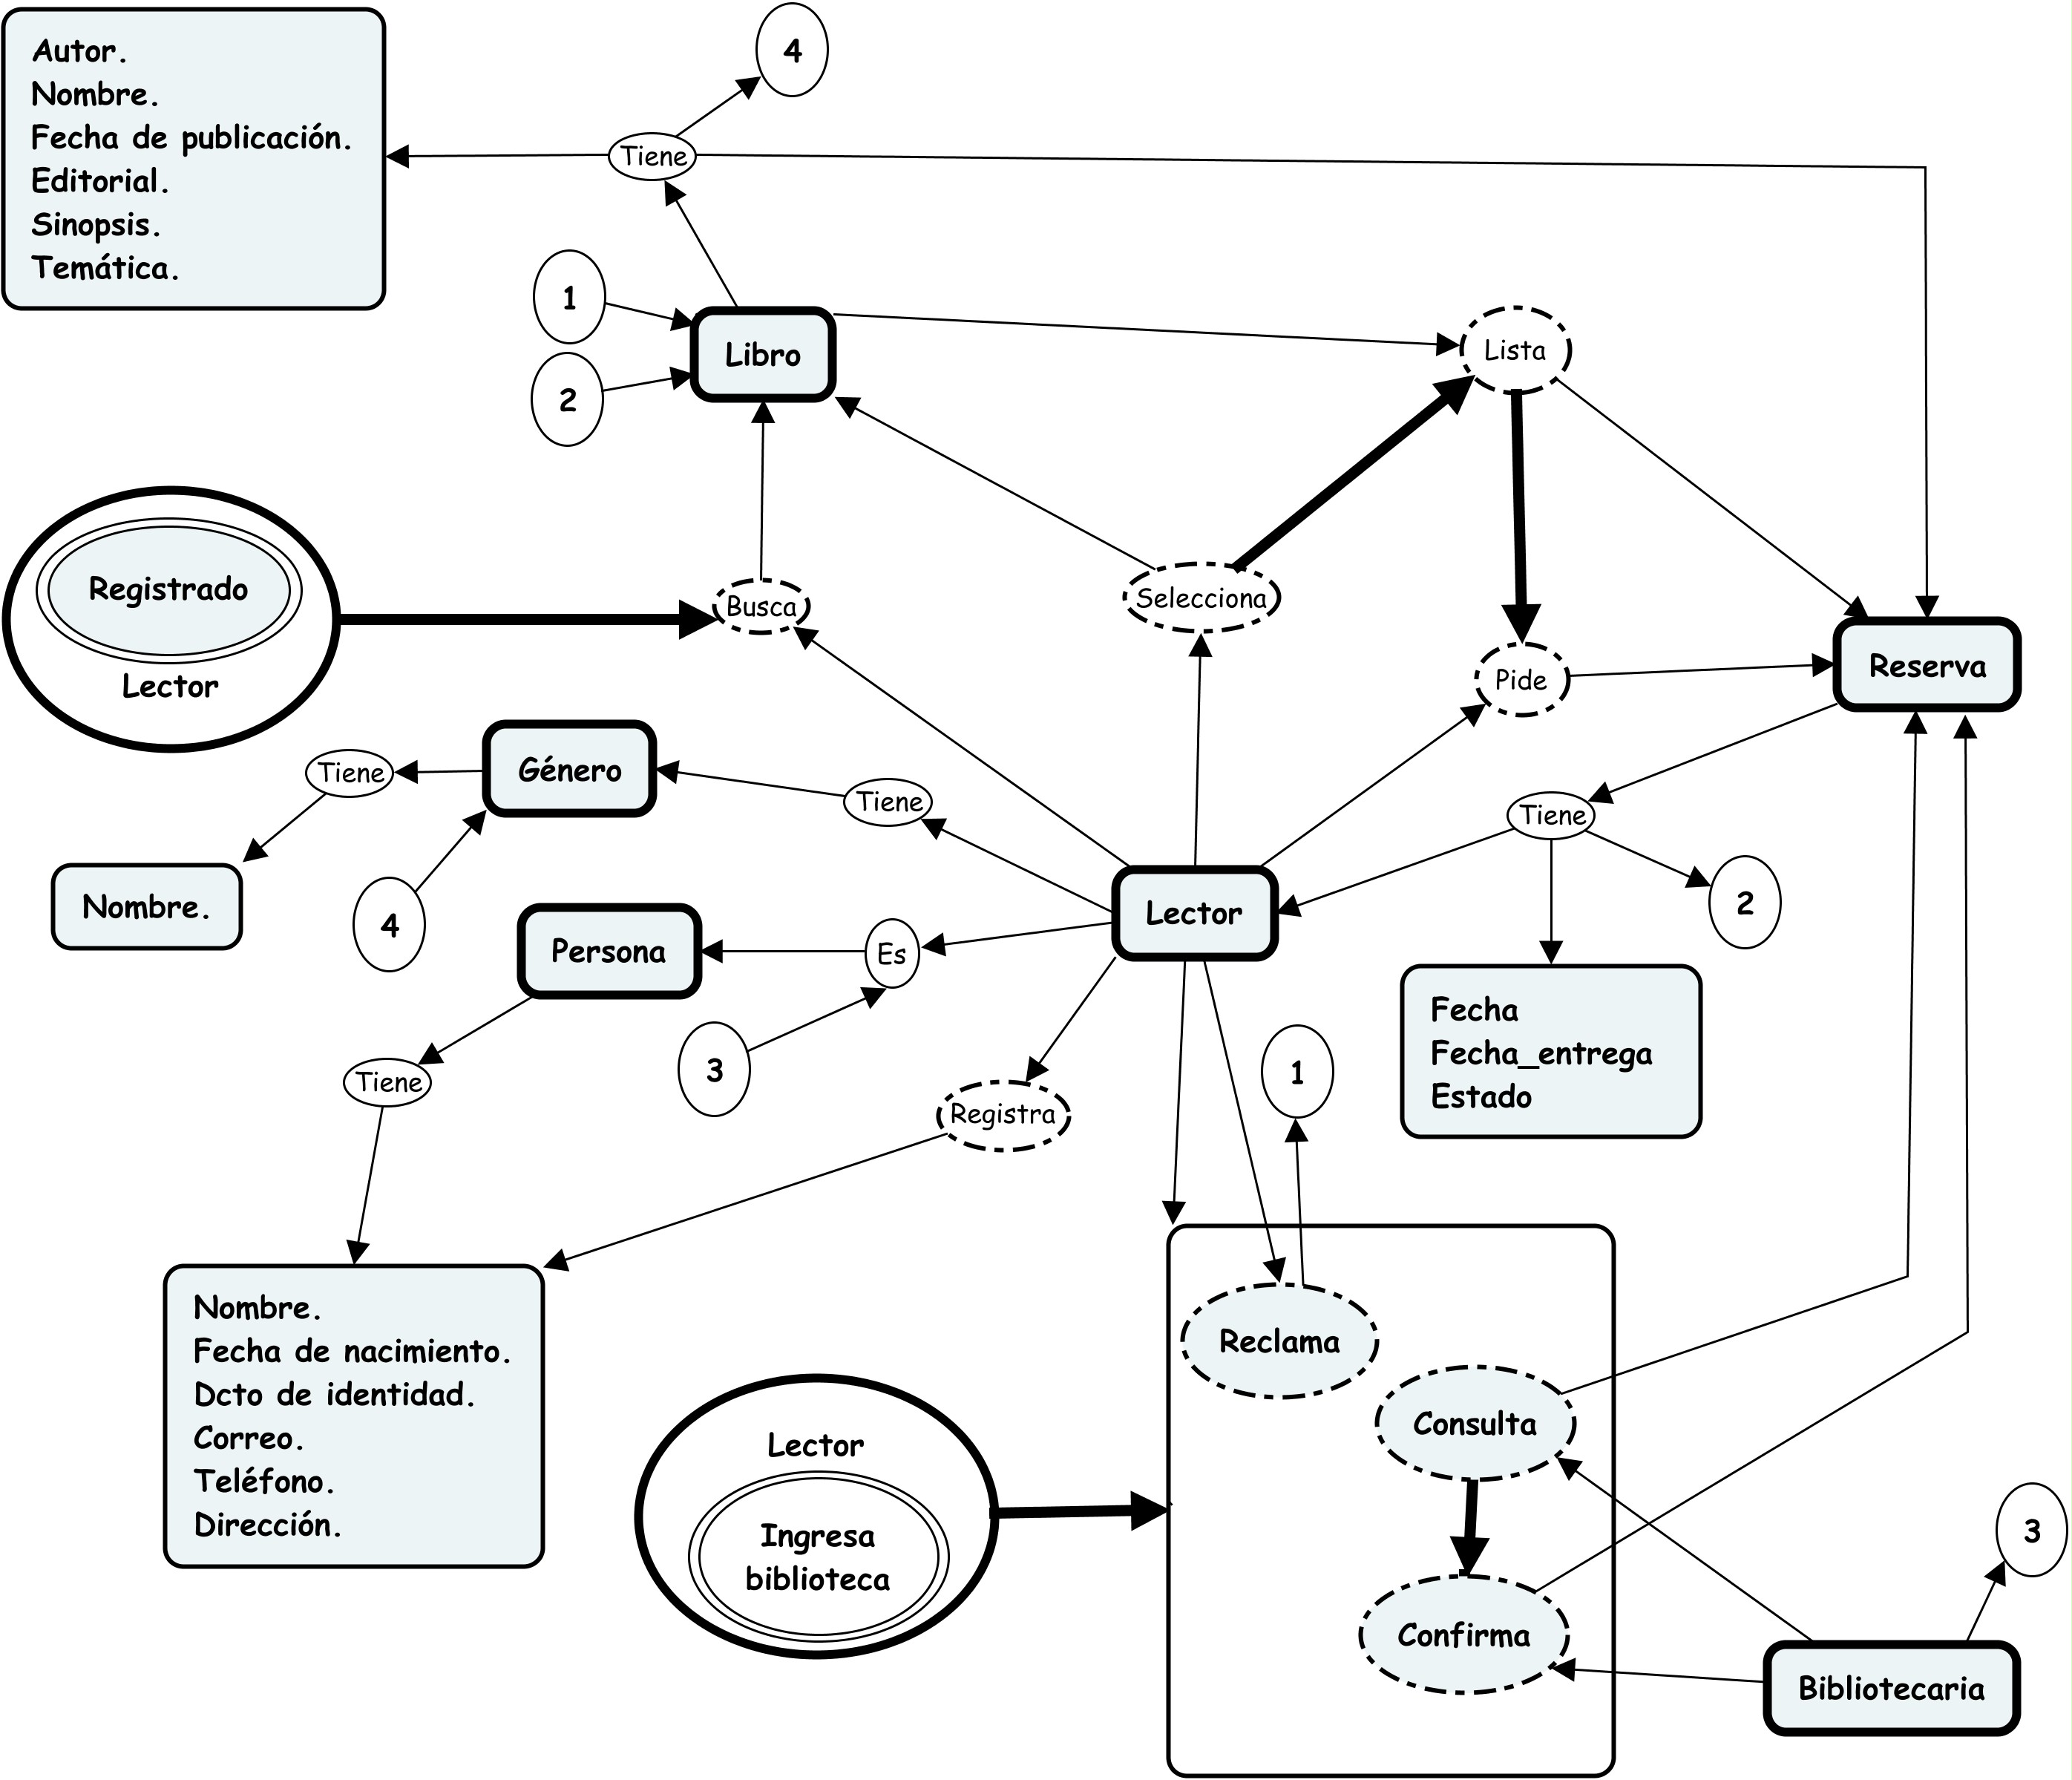 Autor.
Nombre.
Fecha de publicación.
Editorial.
Sinopsis.
Temática.
4
Tiene
1
2
Libro
Lista
Registrado
Lector
Busca
Selecciona
Pide
Reserva
Tiene
Género
Tiene
Tiene
Nombre.
4
Persona
Es
Lector
2
3
Tiene
Registra
1
Fecha
Fecha_entrega
Estado
Nombre.
Fecha de nacimiento.
Dcto de identidad.
Correo.
Teléfono.
Dirección.
Reclama
Consulta
Confirma
Lector
Ingresa
biblioteca
3
Bibliotecaria